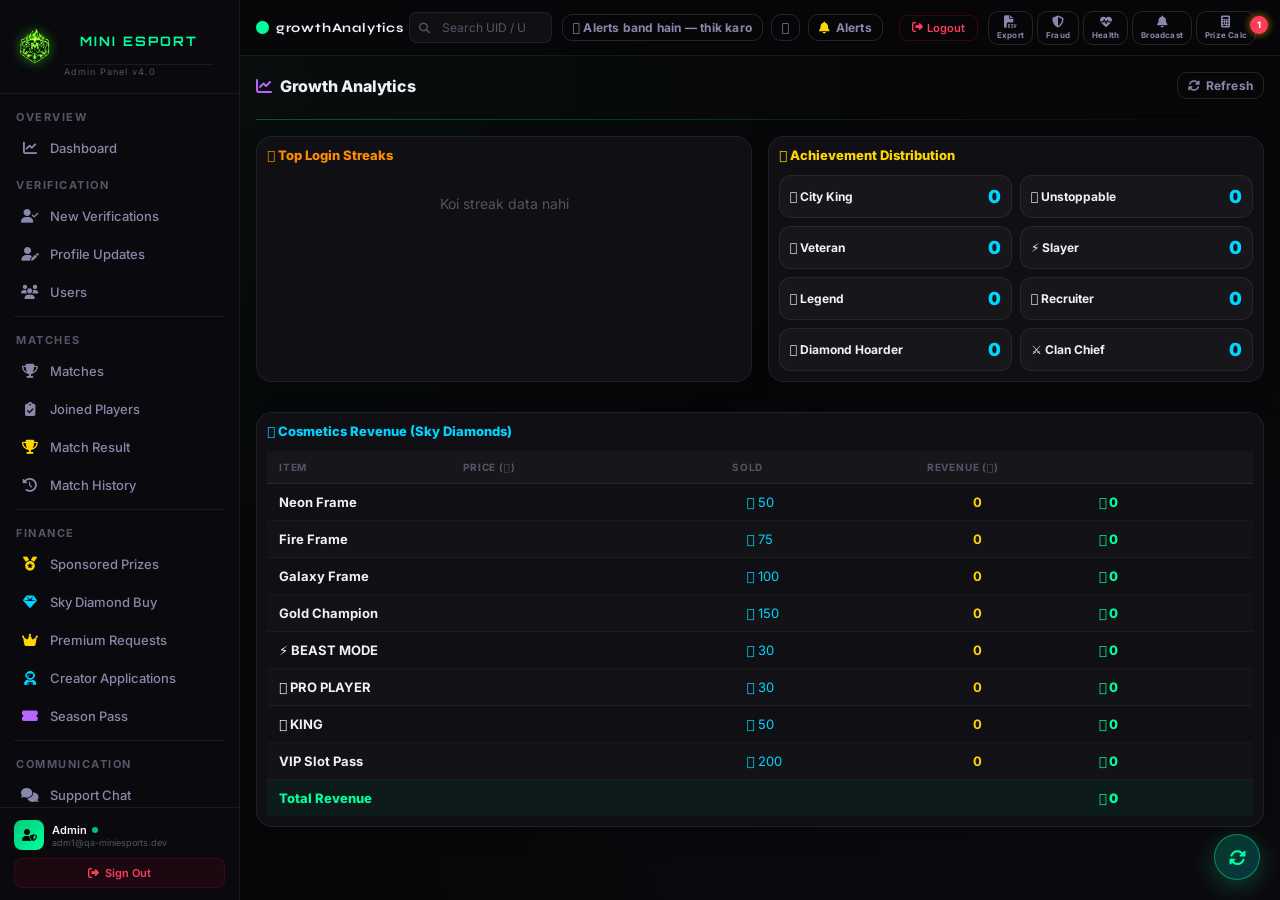 MINI ESPORT
Admin Panel v4.0
OVERVIEW
Dashboard
VERIFICATION
New Verifications
Profile Updates
Users
MATCHES
Matches
Joined Players
Match Result
Match History
FINANCE
Sponsored Prizes
Sky Diamond Buy
Premium Requests
Creator Applications
Season Pass
COMMUNICATION
Support Chat
Admin
adm1@qa-miniesports.dev
Sign Out
growthAnalytics
Search UID / U
Alerts band hain — thik karo
Alerts
Logout
Export
Fraud
Health
Broadcast
Prize Calc
1
Growth Analytics
Refresh
Top Login Streaks
Koi streak data nahi
Achievement Distribution
City King 0
Unstoppable 0
Veteran 0
⚡ Slayer 0
Legend 0
Recruiter 0
Diamond Hoarder 0
⚔ Clan Chief 0
Cosmetics Revenue (Sky Diamonds)
ITEM PRICE () SOLD REVENUE ()
Neon Frame 50 0 0
Fire Frame 75 0 0
Galaxy Frame 100 0 0
Gold Champion 150 0 0
⚡ BEAST MODE 30 0 0
PRO PLAYER 30 0 0
KING 50 0 0
VIP Slot Pass 200 0 0
Total Revenue 0